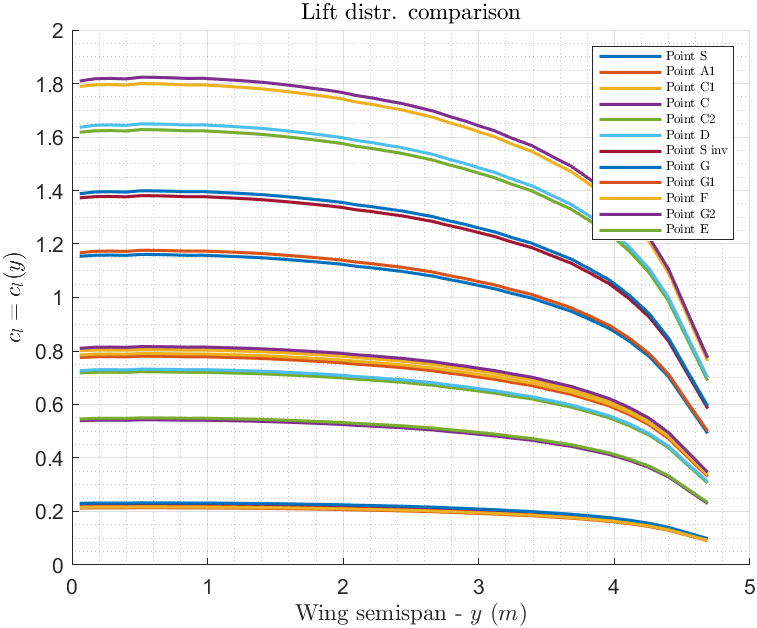 Lift distr. comparison
2
1.8
1.6
1.4
1.2
1
0.8
0.6
0.4
0.2
0
c_l = c_l(y)
Point S
Point A1
Point C1
Point C
Point C2
Point D
Point S inv
Point G
Point G1
Point F
Point G2
Point E
0 1 2 3 4 5
Wing semispan - y (m)